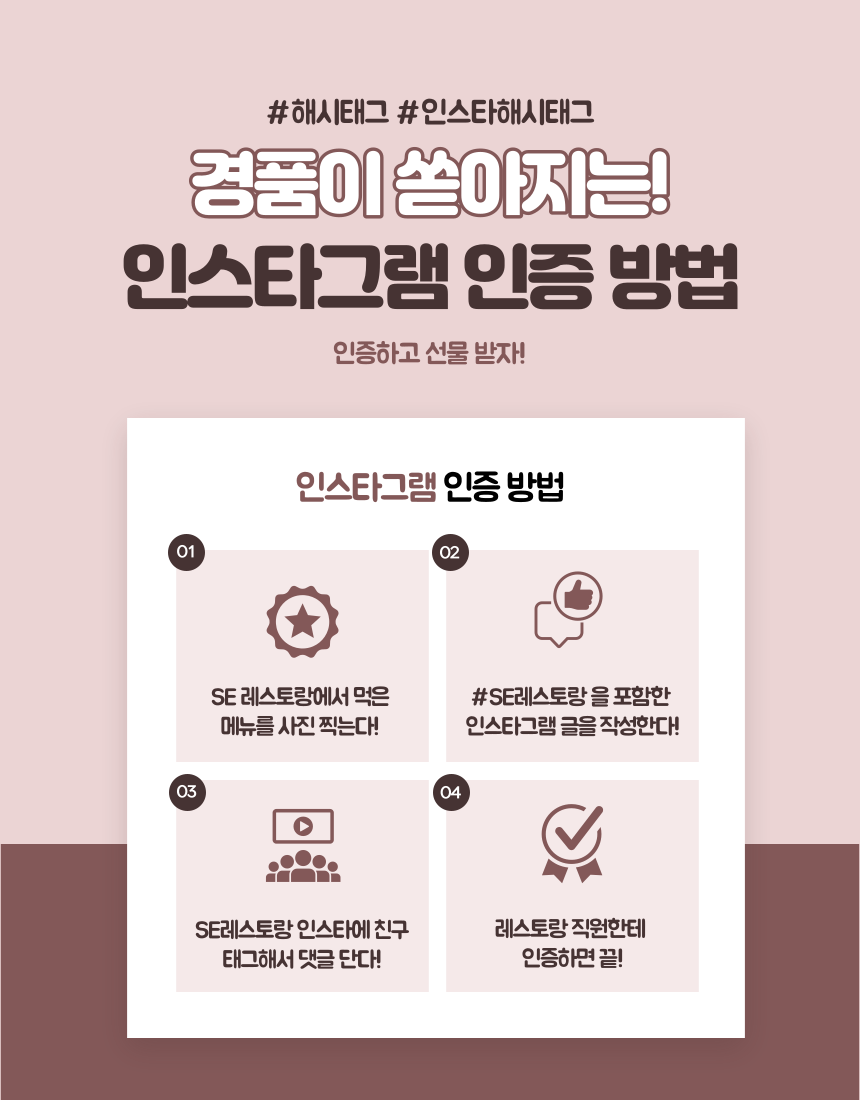 #해시태그 #인스타해시태그
경품이 쏟아지는!
인스타그램 인증 방법
인증하고 선물 받자!
인스타그램 인증 방법
01
SE 레스토랑에서 먹은
메뉴를 사진 찍는다!
02
#SE레스토랑 을 포함한
인스타그램 글을 작성한다!
03
SE레스토랑 인스타에 친구
태그해서 댓글 단다!
04
레스토랑 직원한테
인증하면 끝!